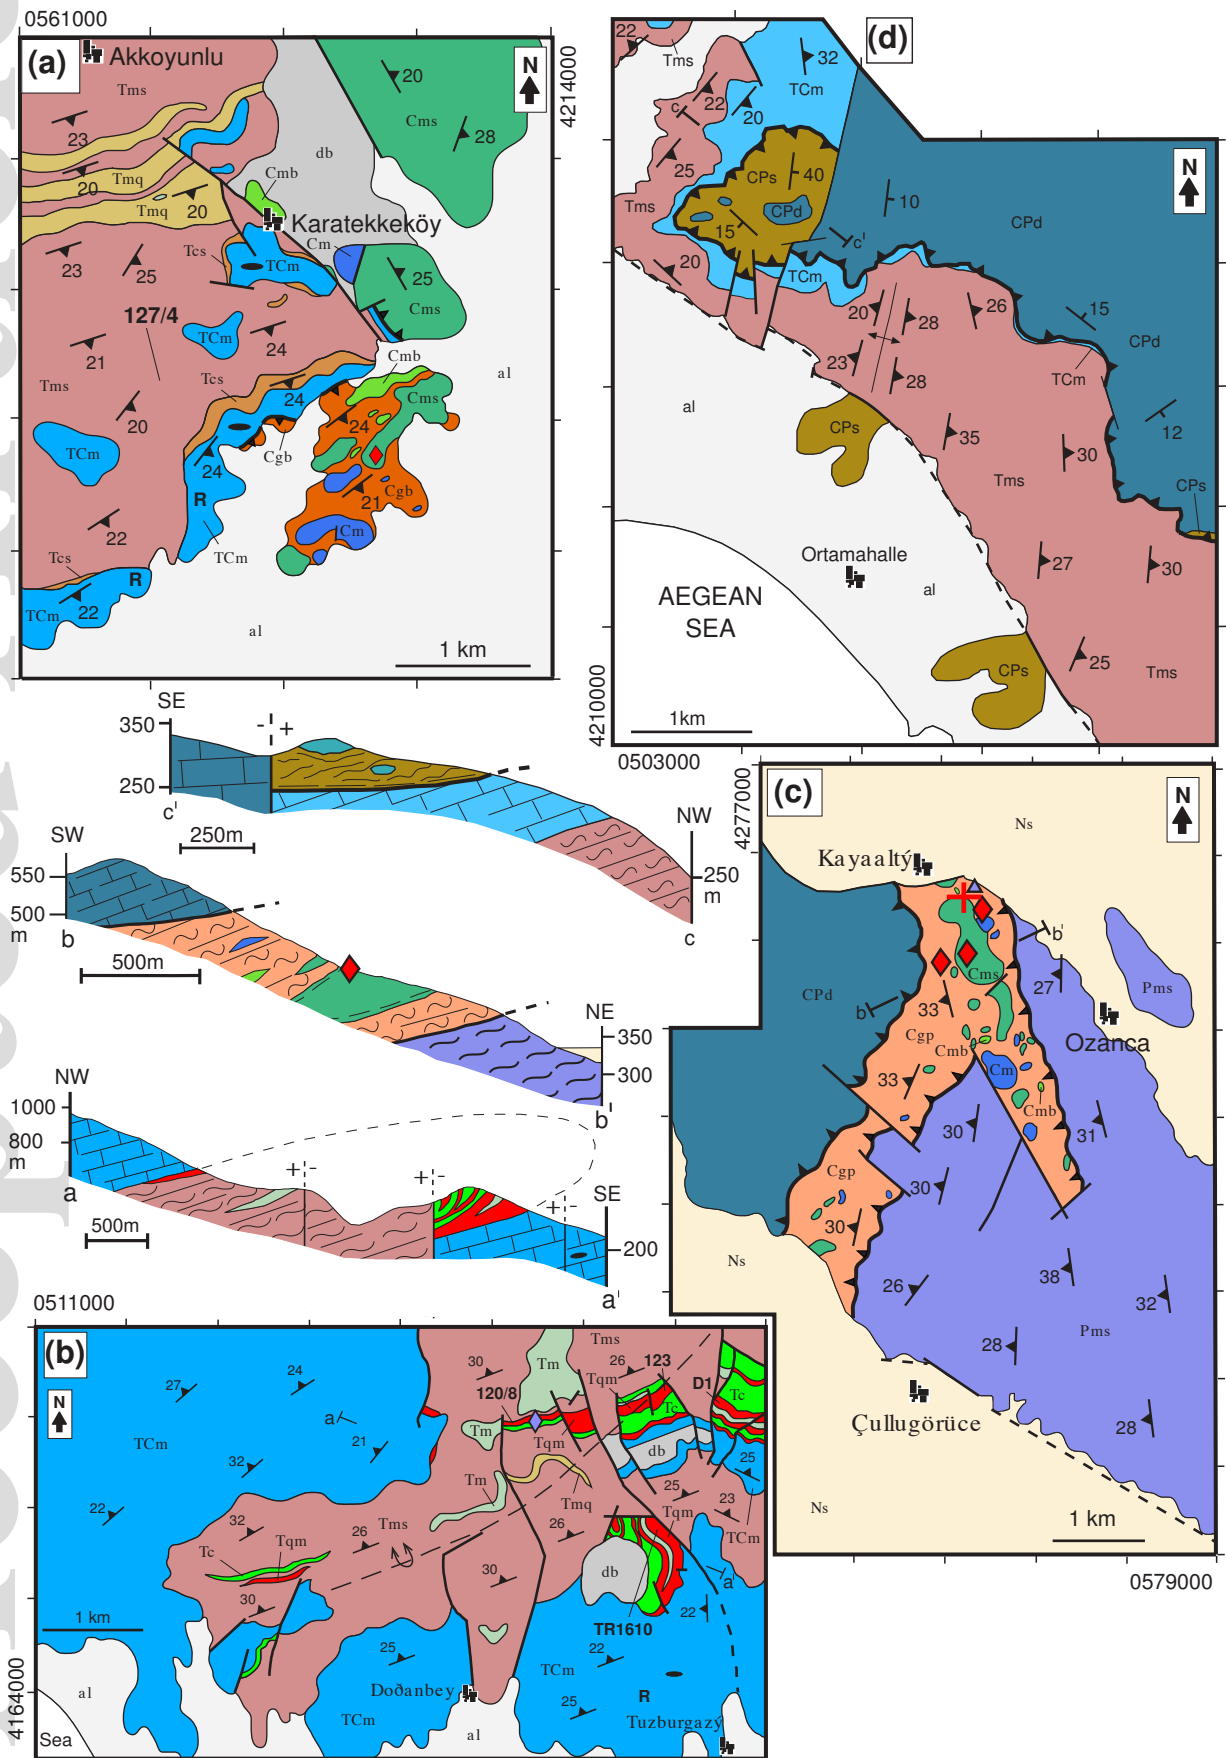 0561000
(a)
Akkoyunlu
N
4214000
Tms
20
Cms
28
23
db
20
Tmq
Cmb
Tmq
20
Karatekkeköy
Cm
Tcs
TCm
23
25
25
Cms
127/4
TCm
24
21
Cmb
al
Tms
Tcs
24
Cms
20
24
TCm
Cgb
24
R
21
Cgb
22
Cm
Tcs
TCm
R
TCm
22
al
1 km
(d)
22
Tms
32
TCm
c
22
20
N
25
CPs
40
Tms
CPd
10
CPd
15
c'
20
TCm
20
28
26
15
CPd
23
28
TCm
al
CPs
35
12
30
Tms
CPs
Ortamahalle
27
30
AEGEAN
SEA
al
CPs
25
Tms
1km
4210000
0503000
SE
350
- +
250
c'
250m
NW
250
m
c
SW
550
500
m
b
500m
NE
350
300
b'
NW
1000
800
m
a
+ -
+ -
+ -
SE
500m
200
a'
4277000
(c)
N
Ns
Kayaaltý
b'
Cms
27
Pms
CPd
b
33
Ozanca
Cgp
Cmb
Cm
33
Cmb
30
31
Cgp
30
30
Ns
38
26
32
28
Pms
Çullugörüce
28
Ns
1 km
0579000
0511000
(b)
N
24
27
30
Tms
Tm
26
123
Tqm
D1
120/8
Tc
Tc
a
TCm
Tm
21
Tqm
db
32
25
Tm
25
22
Tmq
Tqm
23
32
Tms
26
TCm
Tc
Tqm
26
30
db
a'
30
22
1 km
TR1610
25
22
TCm
Doðanbey
R
al
25
TCm
Tuzburgazý
al
Sea
4164000